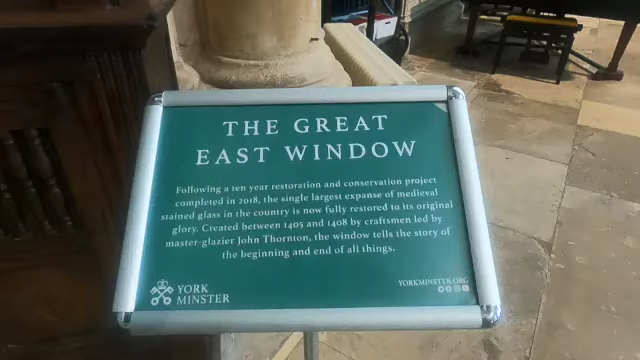 THE GREAT
EAST WINDOW
Following a ten year restoration and conservation project
completed in 2018, the single largest expanse of medieval
stained glass in the country is now fully restored to its original
glory. Created between 1405 and 1408 by craftsmen led by
master-glazier John Thornton, the window tells the story of
the beginning and end of all things.
YORK
MINSTER
YORKMINSTER.ORG